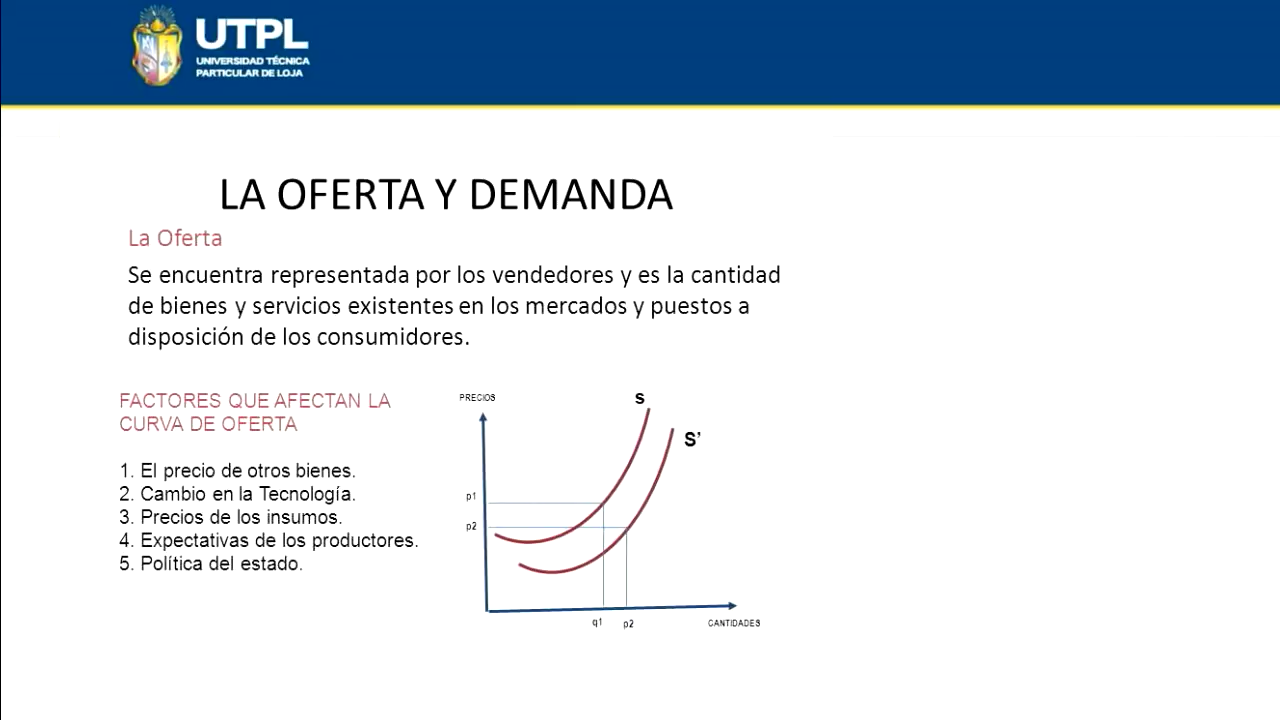 UTPL
UNIVERSIDAD TÉCNICA
PARTICULAR DE LOJA
LA OFERTA Y DEMANDA
La Oferta
Se encuentra representada por los vendedores y es la cantidad
de bienes y servicios existentes en los mercados y puestos a
disposición de los consumidores.
FACTORES QUE AFECTAN LA
CURVA DE OFERTA
1. El precio de otros bienes.
2. Cambio en la Tecnología.
3. Precios de los insumos.
4. Expectativas de los productores.
5. Política del estado.
PRECIOS
S
S’
p1
p2
q1
p2
CANTIDADES